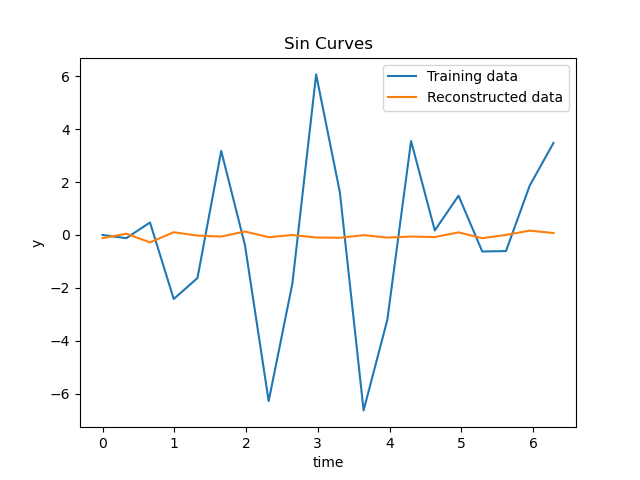 Sin Curves
Training data
Reconstructed data
6
4
2
0
−2
−4
−6
y
0 1 2 3 4 5 6
time